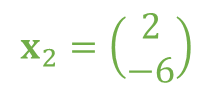 x₂ = (2
−6)